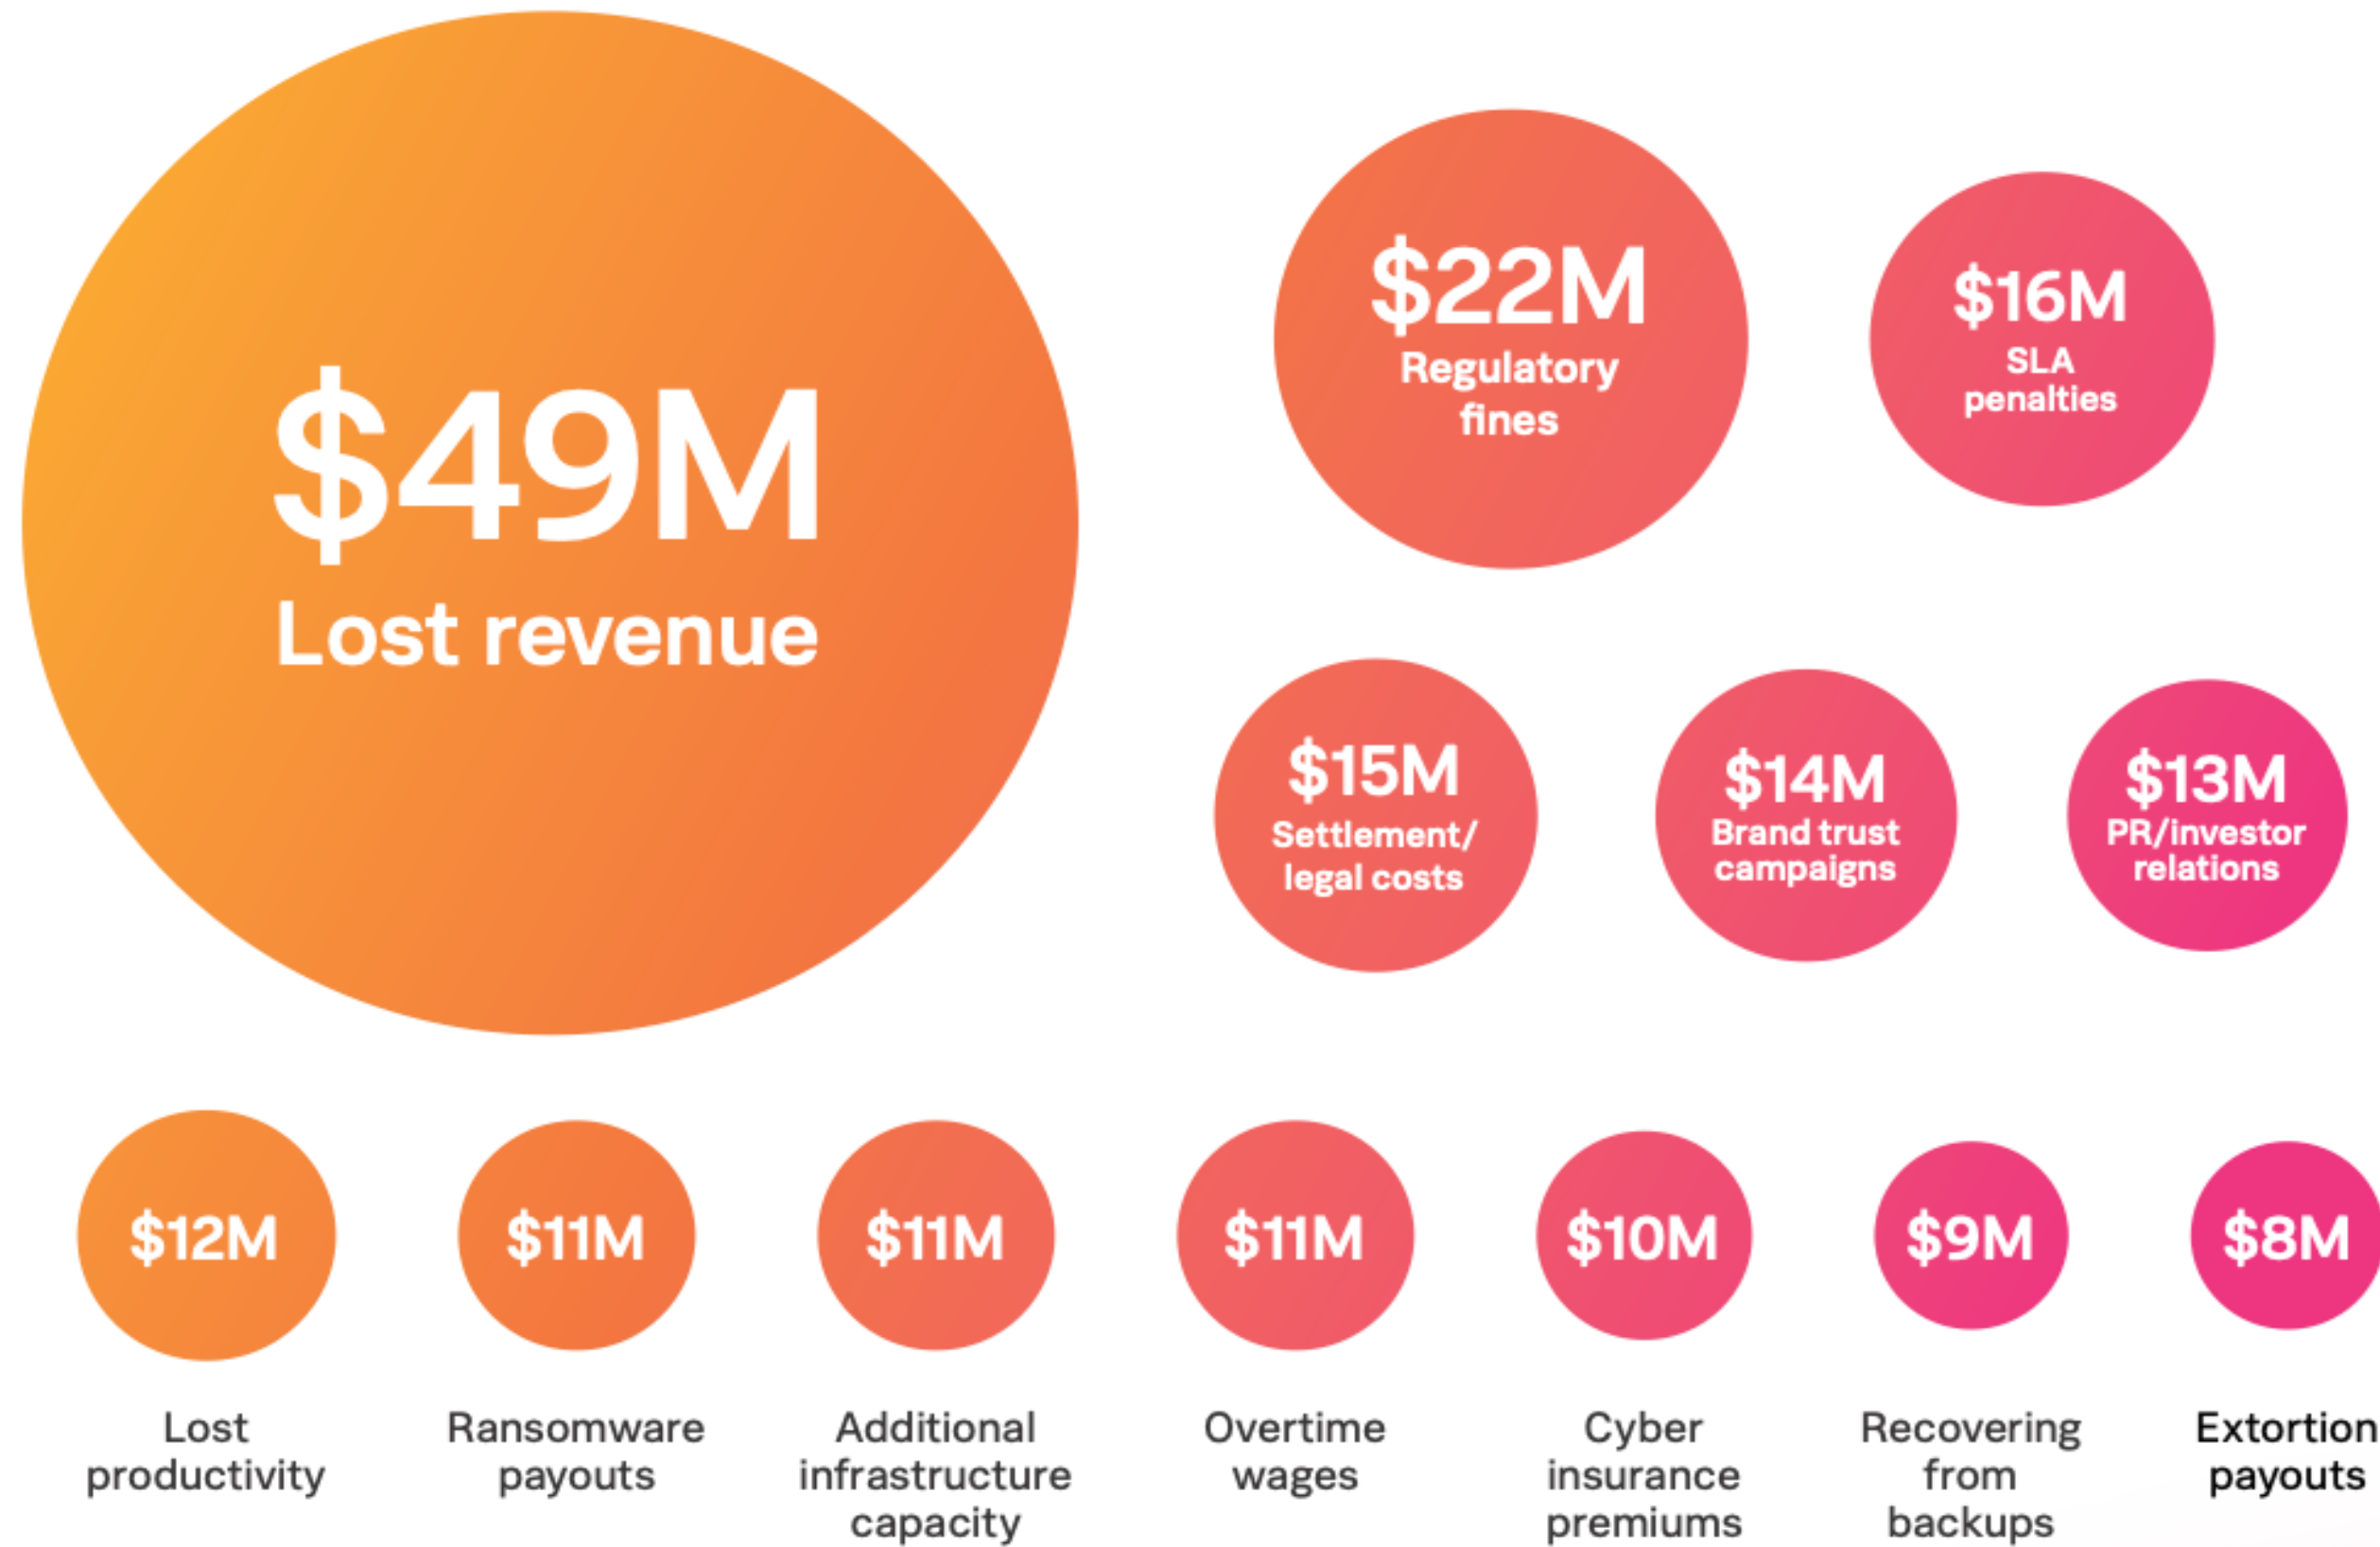 $49M
Lost revenue
$22M
Regulatory
fines
$16M
SLA
penalties
$15M
Settlement/
legal costs
$14M
Brand trust
campaigns
$13M
PR/investor
relations
$12M
Lost
productivity
$11M
Ransomware
payouts
$11M
Additional
infrastructure
capacity
$11M
Overtime
wages
$10M
Cyber
insurance
premiums
$9M
Recovering
from
backups
$8M
Extortion
payouts